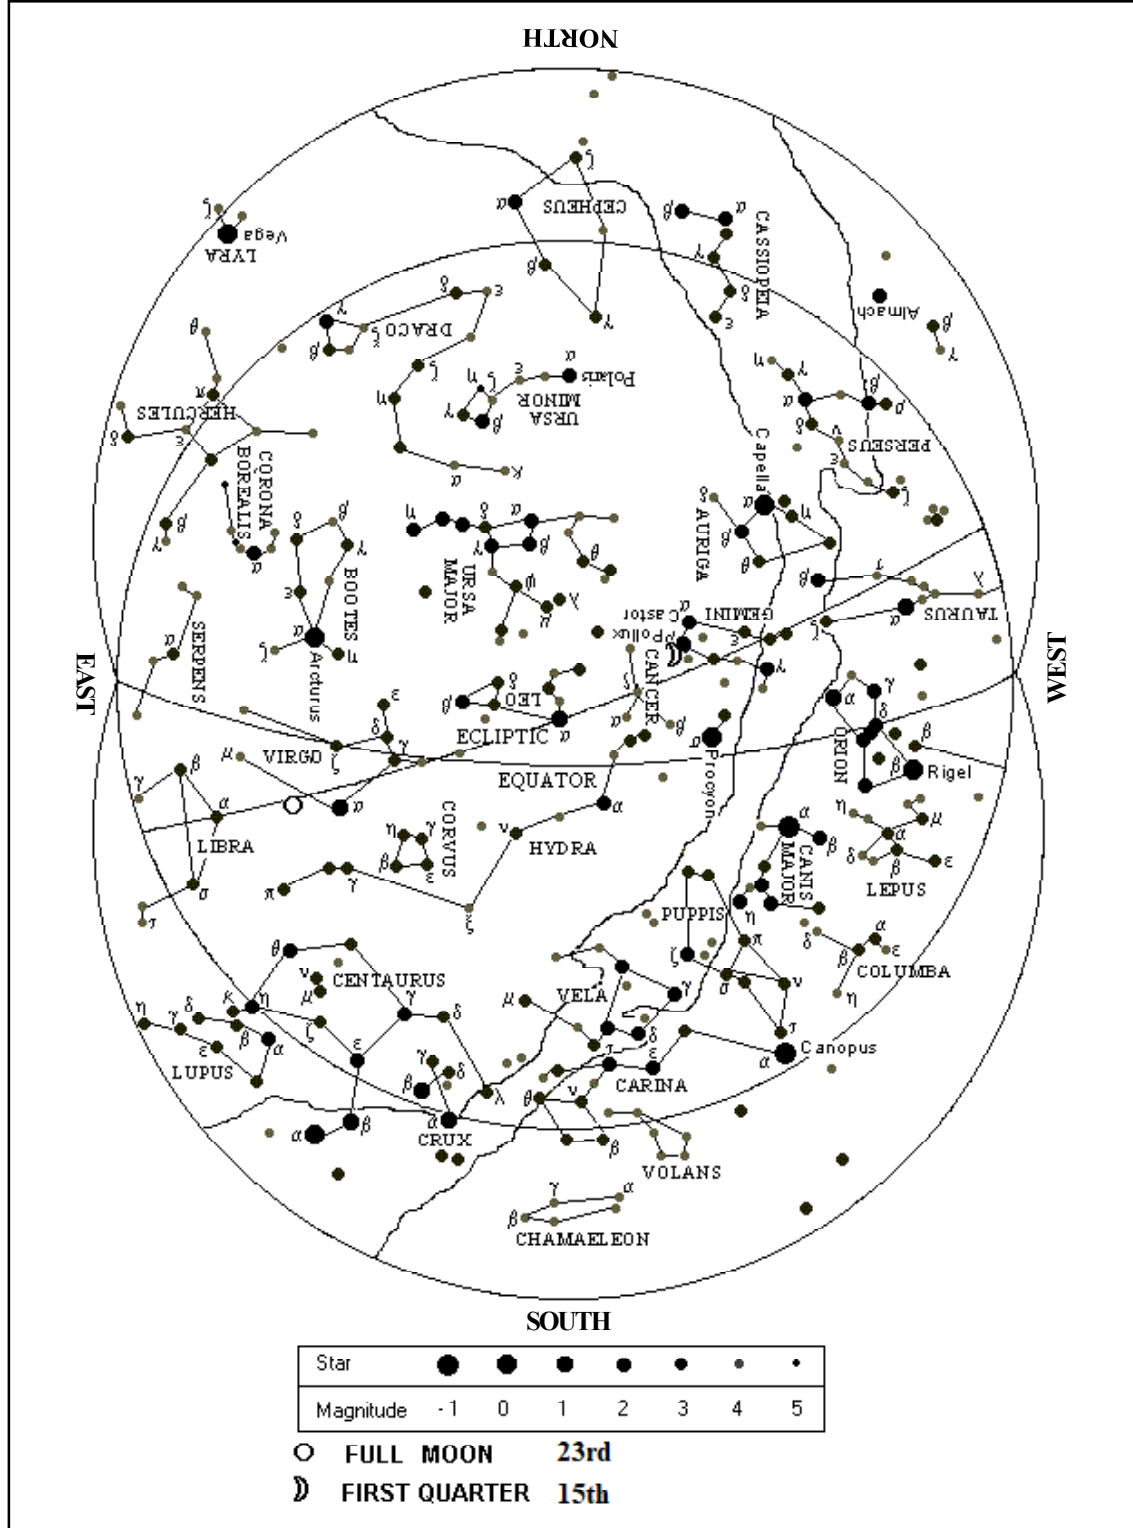 NORTH
ζ
α
CEPHEUS
β
γ
β α
CASSIOPEIA
γ
δ
ε
ζ
Vega
LYRA
Almach
β
γ
γ
δ
ε
DRACO
ξ
β
ζ
η
α
κ
α
Polaris
ε
ζ
η
URSA
MINOR
γ
β
θ
π
HERCULES
δ
ε
β
γ
CORONA
BOREALIS
α
η
γ
α
β
ρ
δ
ν
PERSEUS
ε
ζ
Capella
α
δ
η
AURIGA
β
θ
δ
β
γ
BOOTES
ε
α
ζ
η
Arcturus
η
δ
α
γ
β
θ
URSA
MAJOR
ψ
λ
μ
β
τ
λ
TAURUS
α
ζ
α
Castor
GEMINI
ε
β
Pollux
γ
SERPENS
α
EAST
WEST
CANCER
δ
α
β
δ
LEO
β
α
ECLIPTIC
EQUATOR
ε
δ
γ
VIRGO
ζ
μ
α
α
Procyon
γ
α
δ
ORION
β
β
Rigel
γ
β
α
LIBRA
σ
τ
CORVUS
η γ
β ε
ν
HYDRA
α
π
γ
ξ
α
β
CANIS
MAJOR
η
η
μ
α
δ
β
ε
LEPUS
PUPPIS
π
ζ
σ
ν
τ
δ
α
β
ε
COLUMBA
η
θ
ν
CENTAURUS
μ
κ
η
ζ
γ
δ
ε
λ
μ
VELA
γ
δ
η
γ
δ
β
α
ε
LUPUS
γ
δ
β
α
CRUX
α
β
τ
ε
CARINA
ν
θ
β
α
Canopus
VOLANS
γ
α
β
CHAMAELEON
SOUTH
Star
Magnitude -1 0 1 2 3 4 5
FULL MOON 23rd
FIRST QUARTER 15th